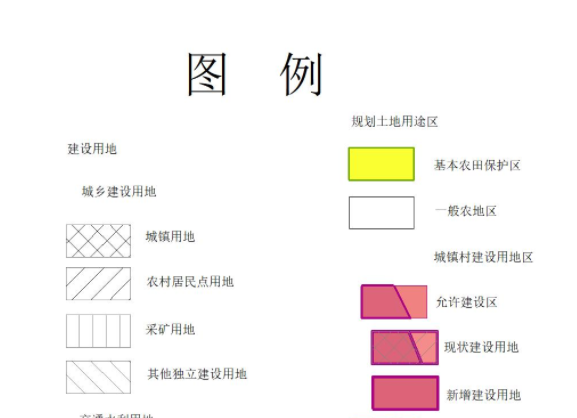 图 例
建设用地
城乡建设用地
城镇用地
农村居民点用地
采矿用地
其他独立建设用地
规划土地用途区
基本农田保护区
一般农地区
城镇村建设用地区
允许建设区
现状建设用地
新增建设用地